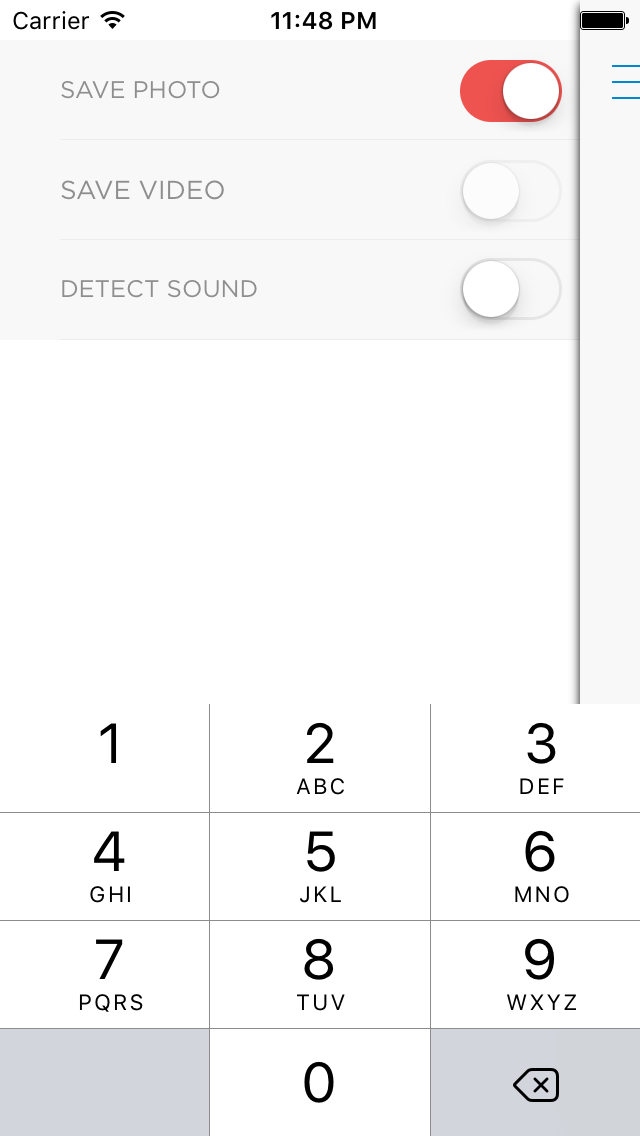 Carrier 11:48 PM
SAVE PHOTO
SAVE VIDEO
DETECT SOUND
1 2 3
ABC DEF
4 5 6
GHI JKL MNO
7 8 9
PQRS TUV WXYZ
0